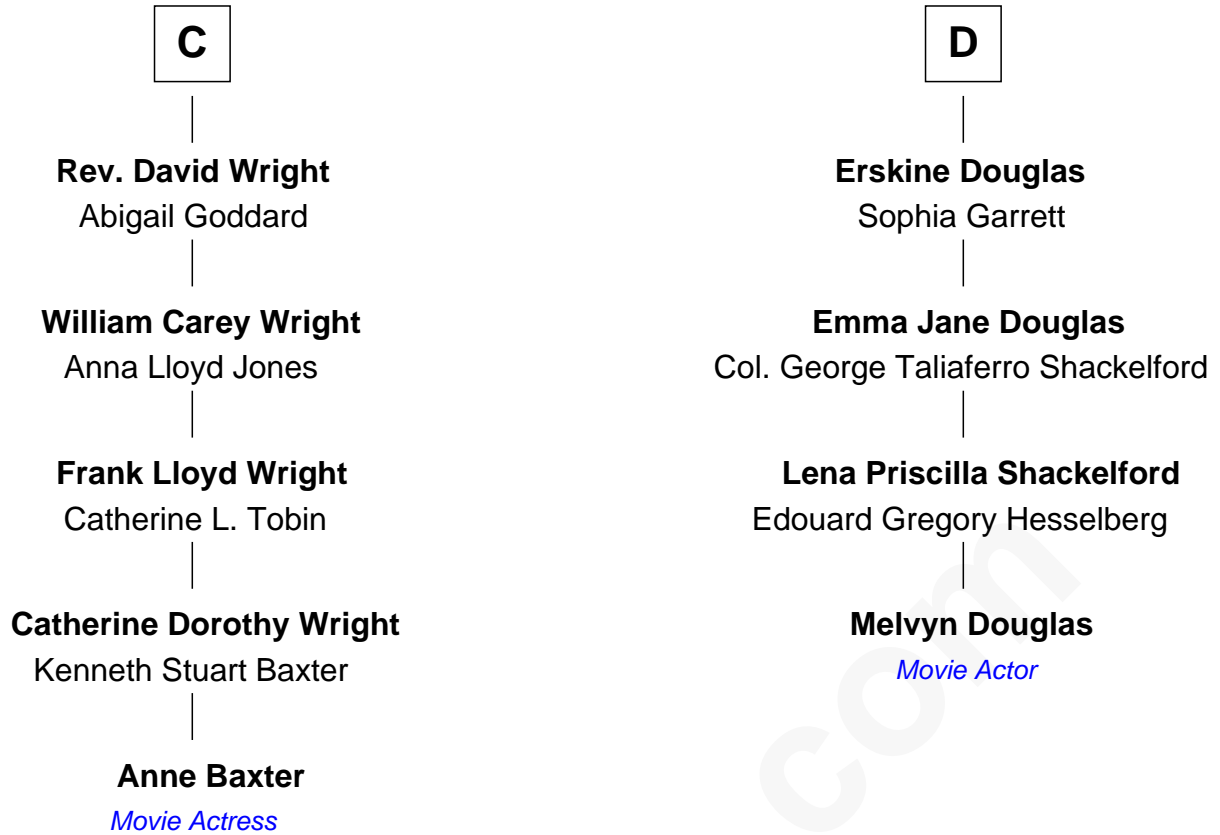 C
Rev. David Wright
Abigail Goddard
William Carey Wright
Anna Lloyd Jones
Frank Lloyd Wright
Catherine L. Tobin
Catherine Dorothy Wright
Kenneth Stuart Baxter
Anne Baxter
Movie Actress
D
Erskine Douglas
Sophia Garrett
Emma Jane Douglas
Col. George Taliaferro Shackelford
Lena Priscilla Shackelford
Edouard Gregory Hesselberg
Melvyn Douglas
Movie Actor
com